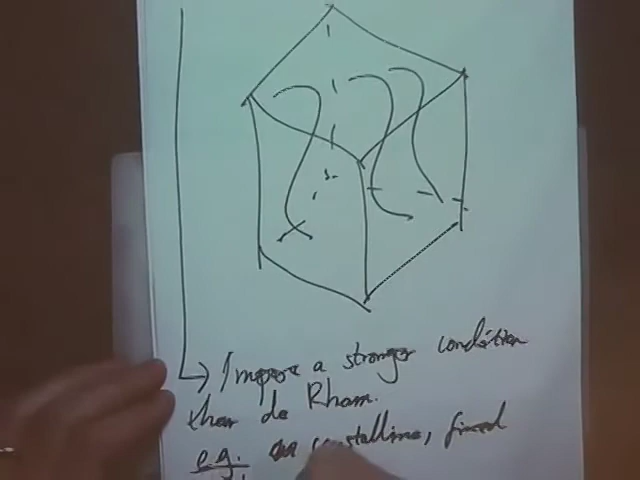 Impose a stronger condition
than de Rham.
e.g. crystalline, fixed